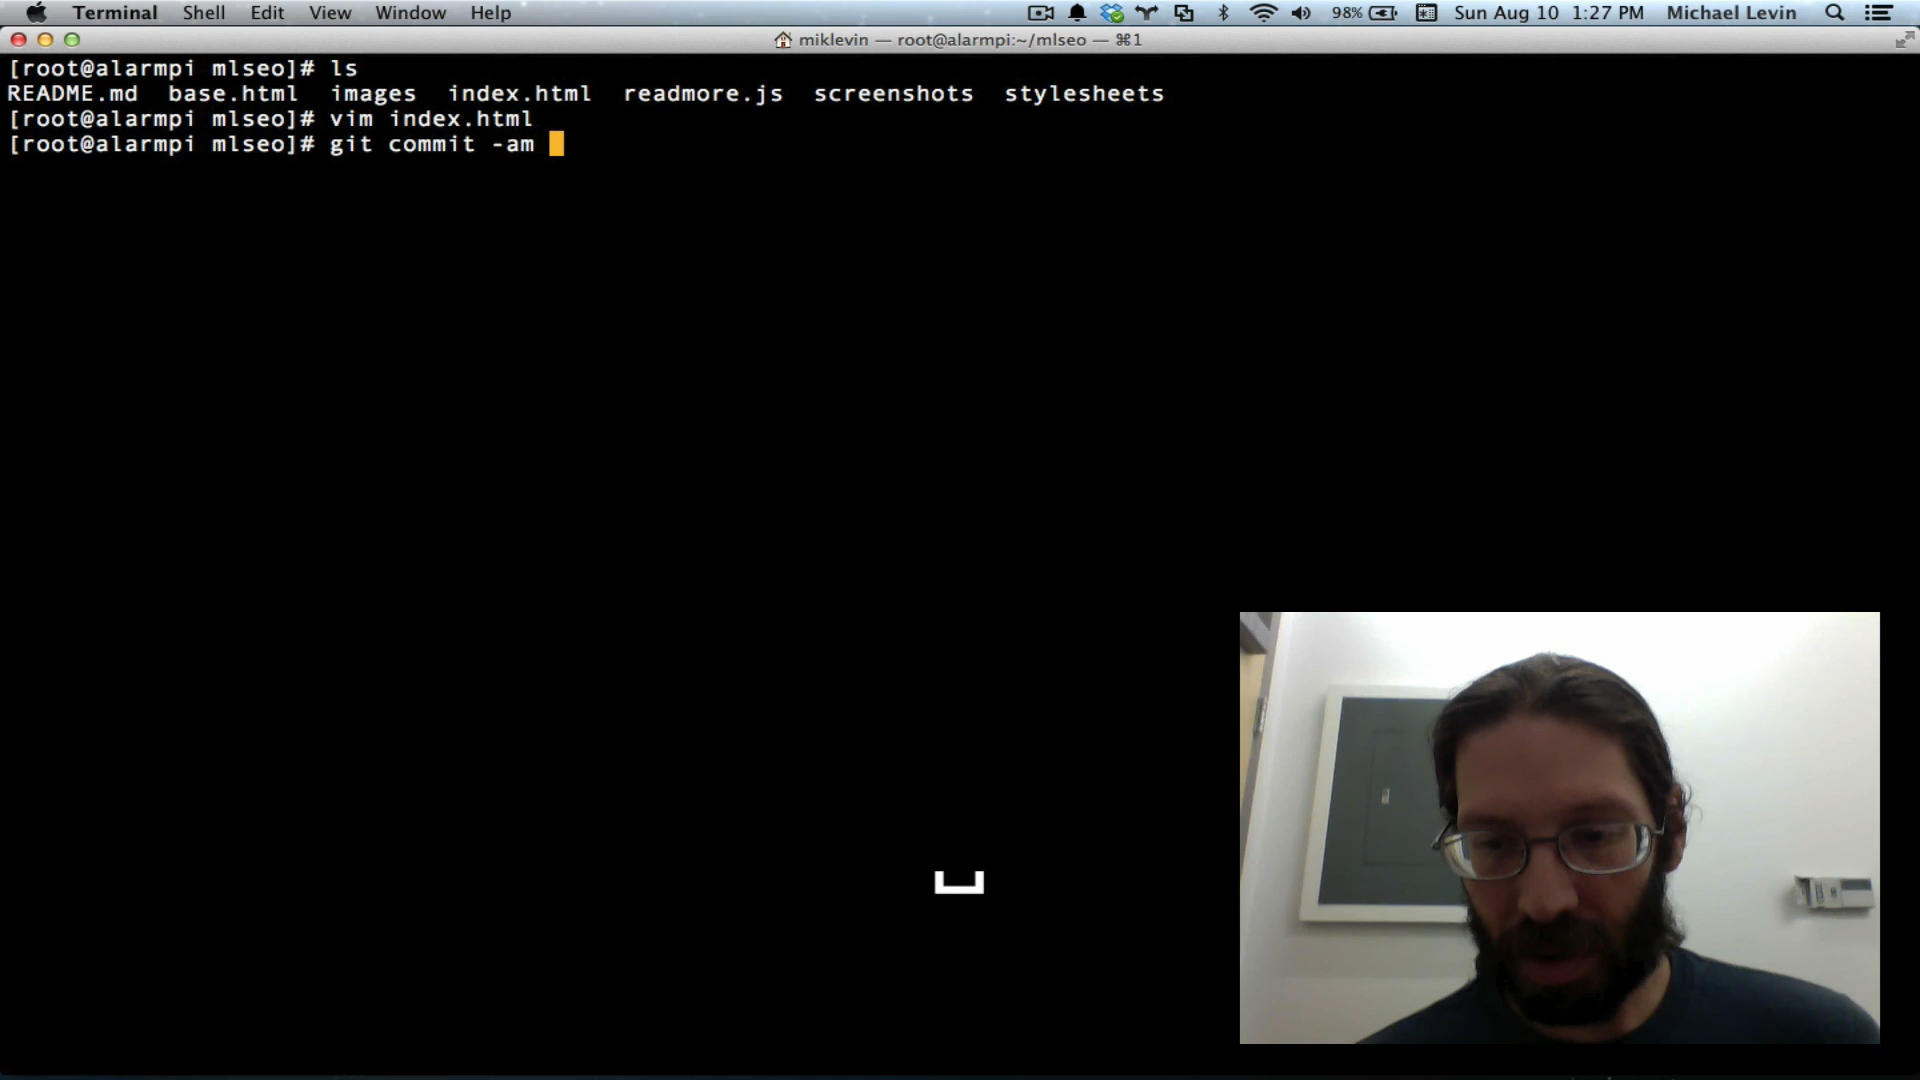 Terminal Shell Edit View Window Help 98% Sun Aug 10 1:27 PM Michael Levin
miklevin — root@alarmpi:~/mlseo — ⌘1
[root@alarmpi mlseo]# ls
README.md base.html images index.html readmore.js screenshots stylesheets
[root@alarmpi mlseo]# vim index.html
[root@alarmpi mlseo]# git commit -am